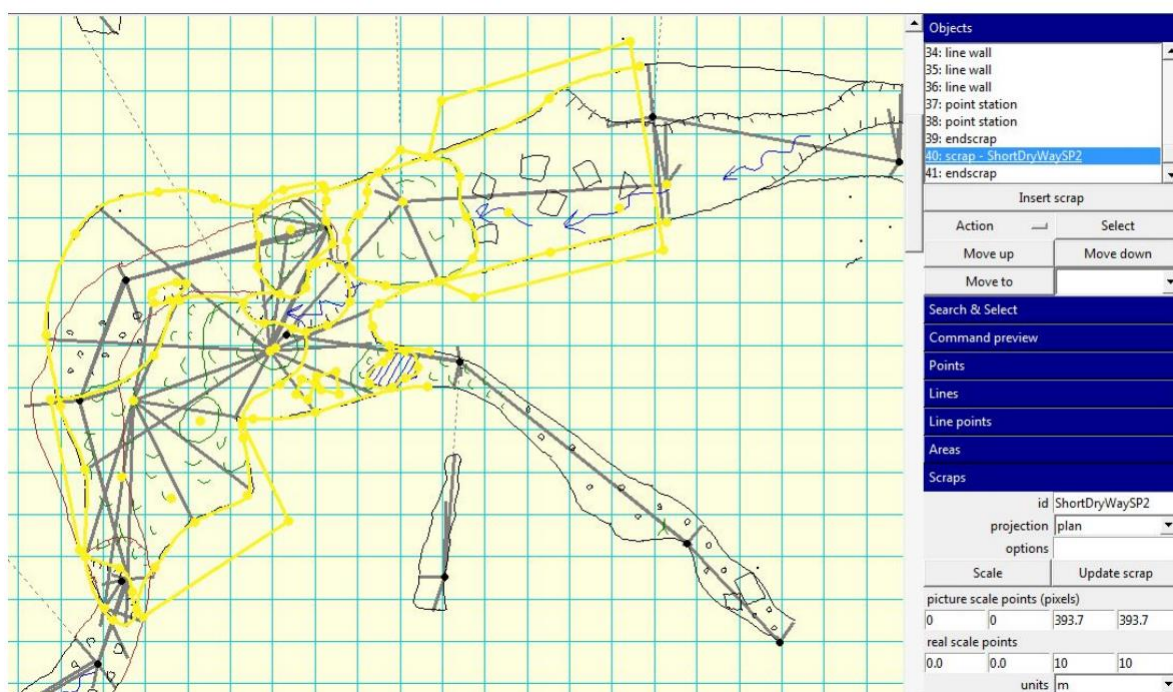 Objects
34: line wall
35: line wall
36: line wall
37: point station
38: point station
39: endscrap
40: scrap - ShortDryWaySP2
41: endscrap
Insert scrap
Action Select
Move up Move down
Move to
Search & Select
Command preview
Points
Lines
Line points
Areas
Scraps
id ShortDryWaySP2
projection plan
options
Scale Update scrap
picture scale points (pixels)
0 0 393.7 393.7
real scale points
0.0 0.0 10 10
units m